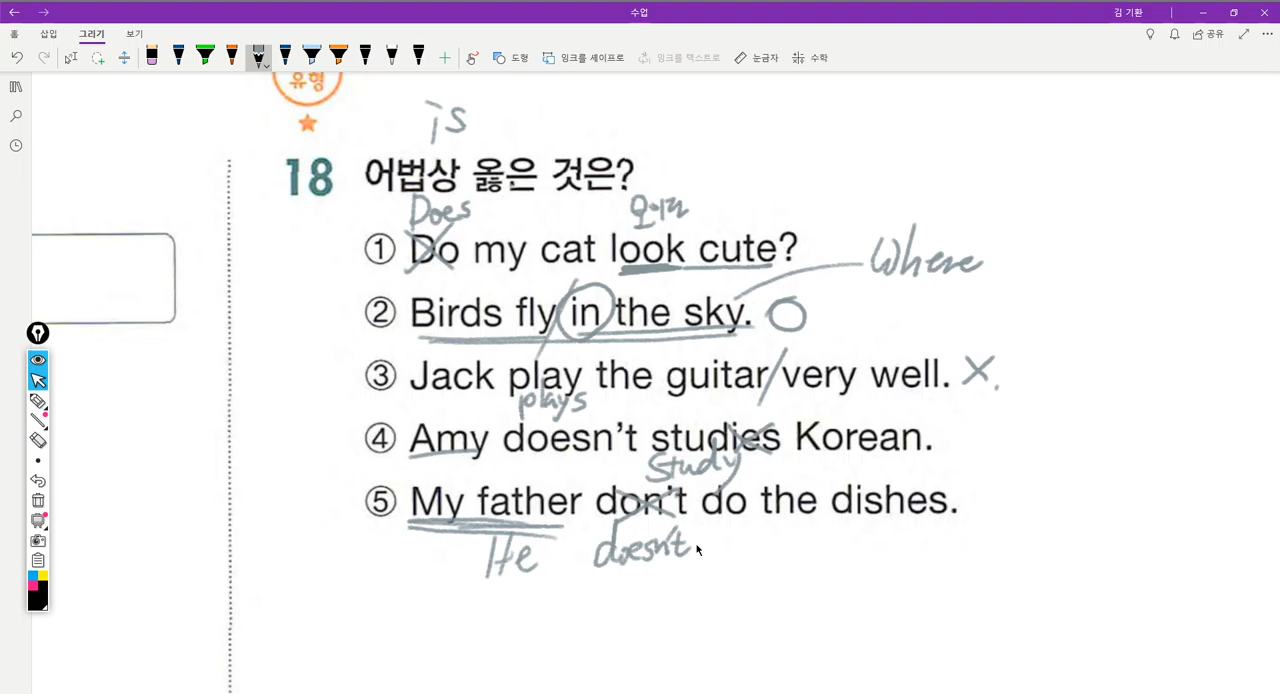 수업
김 기환
홈 삽입 그리기 보기
공유
도형 잉크를 셰이프로 잉크를 텍스트로 눈금자 수학
유형
is
18 어법상 옳은 것은?
Does
① Do my cat look cute?
Where
② Birds fly in the sky.
③ Jack play the guitar very well.
plays
④ Amy doesn't studies Korean.
study
⑤ My father don't do the dishes.
He doesn't